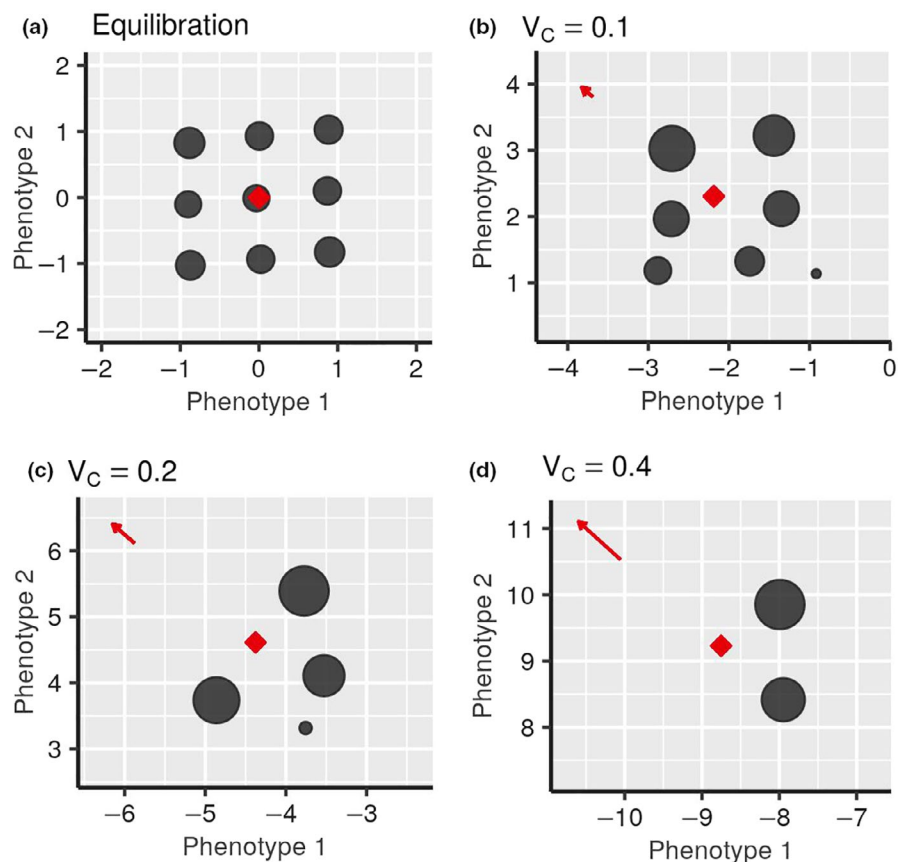 (a) Equilibration
2
1
0
−1
−2
Phenotype 2
−2 −1 0 1 2
Phenotype 1
(b) V_C = 0.1
4
3
2
1
Phenotype 2
−4 −3 −2 −1 0
Phenotype 1
(c) V_C = 0.2
6
5
4
3
Phenotype 2
−6 −5 −4 −3
Phenotype 1
(d) V_C = 0.4
11
10
9
8
Phenotype 2
−10 −9 −8 −7
Phenotype 1